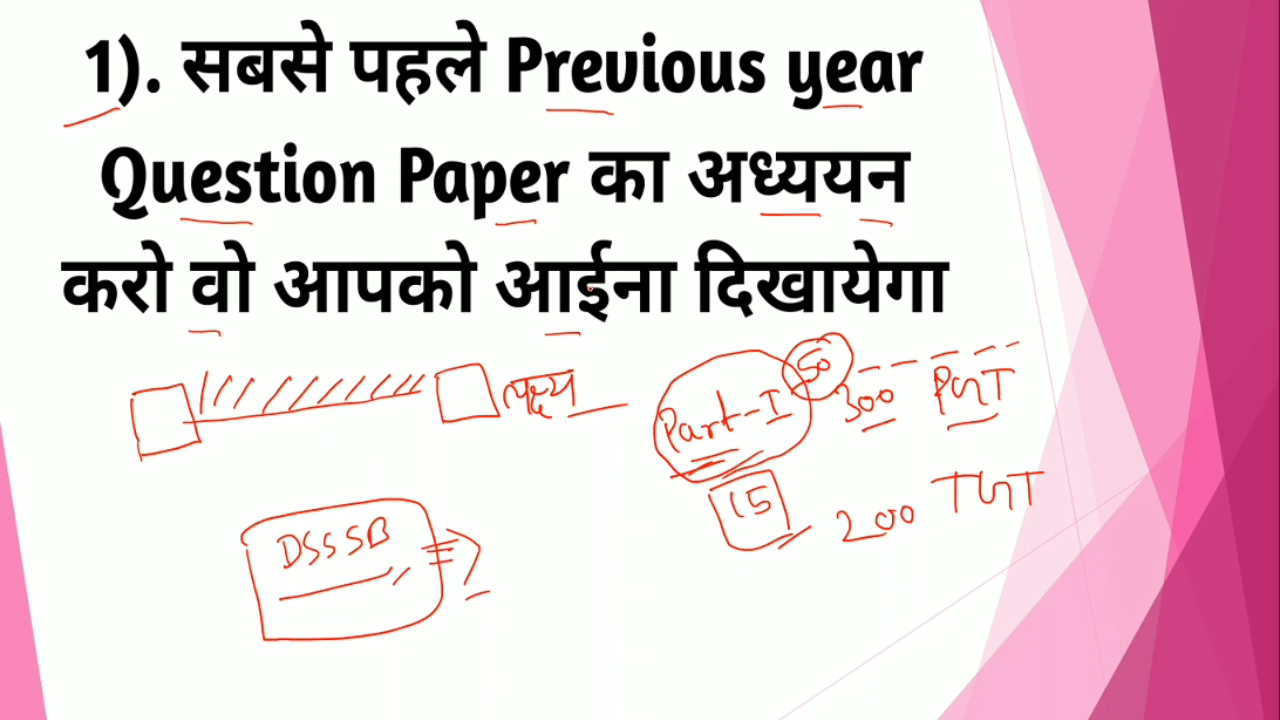 1). सबसे पहले Previous year
Question Paper का अध्ययन
करो वो आपको आईना दिखायेगा
लक्ष्य
Part-I 50 300 PGT
15 200 TGT
DSSSB